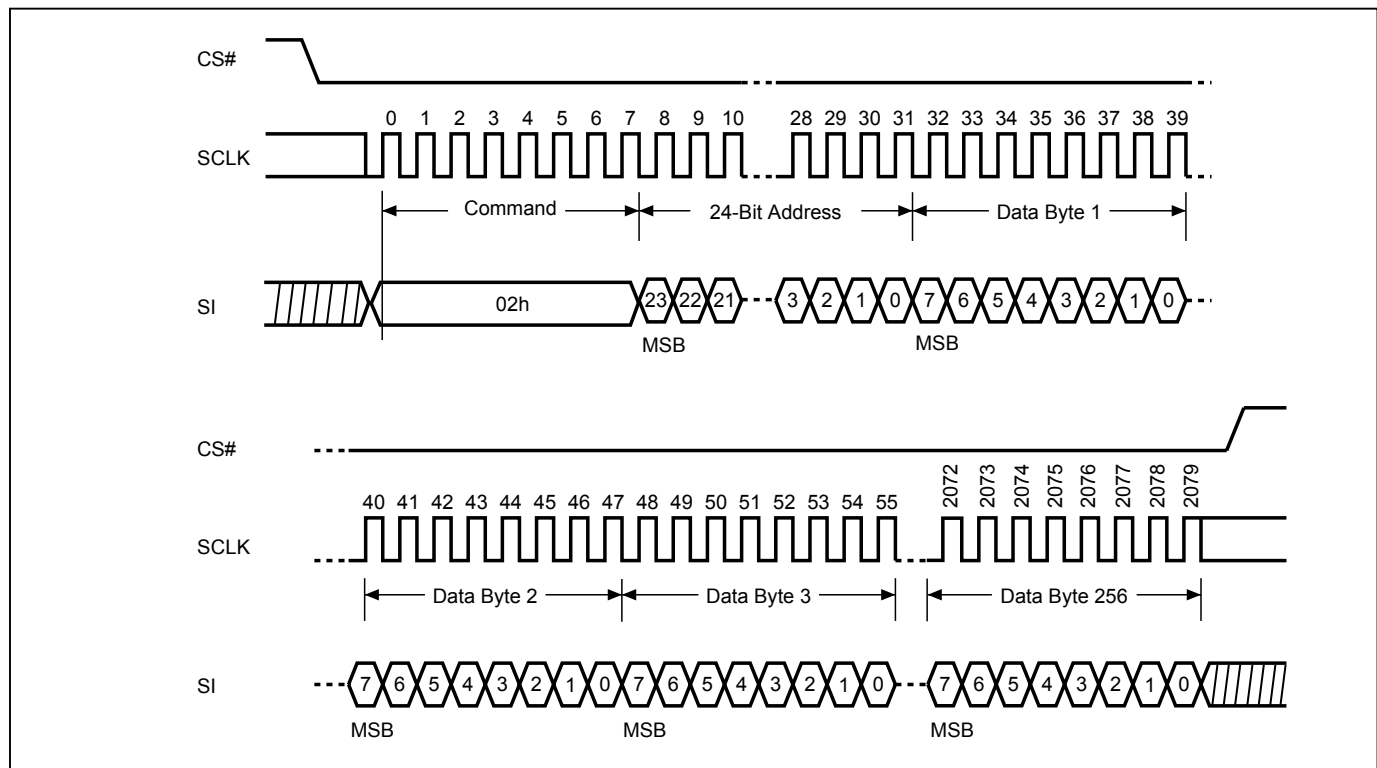 CS#
0 1 2 3 4 5 6 7 8 9 10 28 29 30 31 32 33 34 35 36 37 38 39
SCLK
Command 24-Bit Address Data Byte 1
SI 02h 23 22 21 3 2 1 0 7 6 5 4 3 2 1 0
MSB MSB
CS#
2072 2073 2074 2075 2076 2077 2078 2079
40 41 42 43 44 45 46 47 48 49 50 51 52 53 54 55
SCLK
Data Byte 2 Data Byte 3 Data Byte 256
SI 7 6 5 4 3 2 1 0 7 6 5 4 3 2 1 0 7 6 5 4 3 2 1 0
MSB MSB MSB